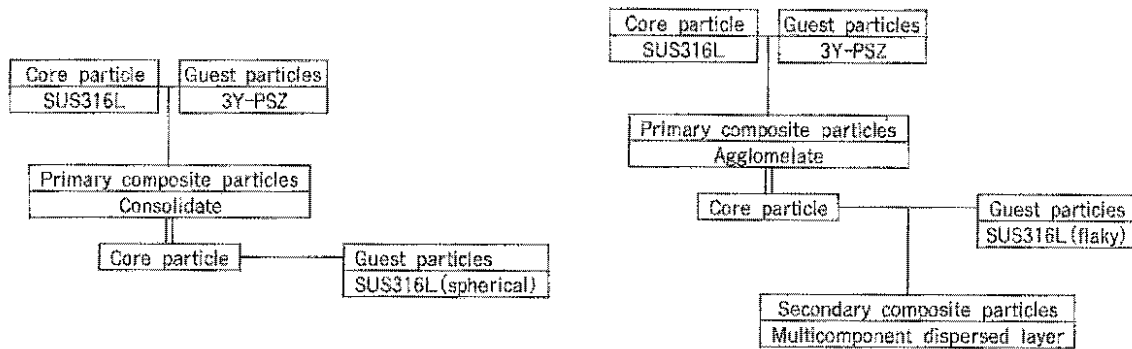 Core particle
SUS316L
Guest particles
3Y-PSZ
Primary composite particles
Consolidate
Core particle
Guest particles
SUS316L(spherical)
Core particle
SUS316L
Guest particles
3Y-PSZ
Primary composite particles
Agglomelate
Core particle
Guest particles
SUS316L(flaky)
Secondary composite particles
Multicomponent dispersed layer